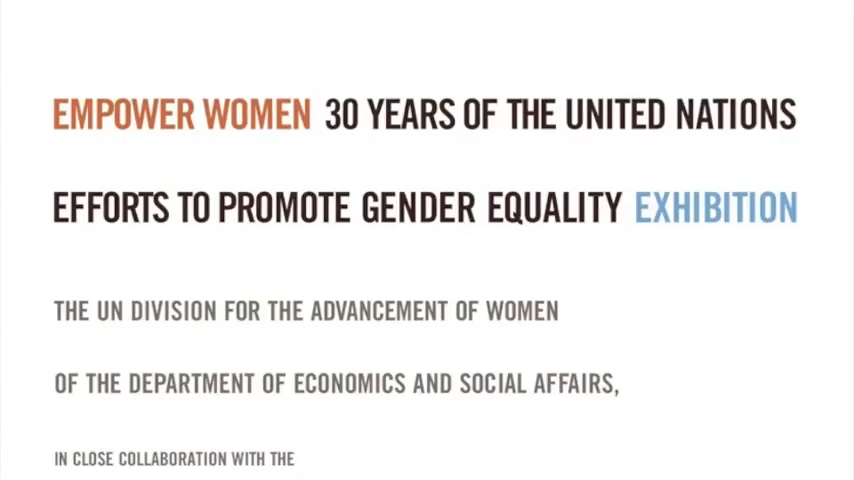 EMPOWER WOMEN 30 YEARS OF THE UNITED NATIONS
EFFORTS TO PROMOTE GENDER EQUALITY EXHIBITION
THE UN DIVISION FOR THE ADVANCEMENT OF WOMEN
OF THE DEPARTMENT OF ECONOMICS AND SOCIAL AFFAIRS,
IN CLOSE COLLABORATION WITH THE